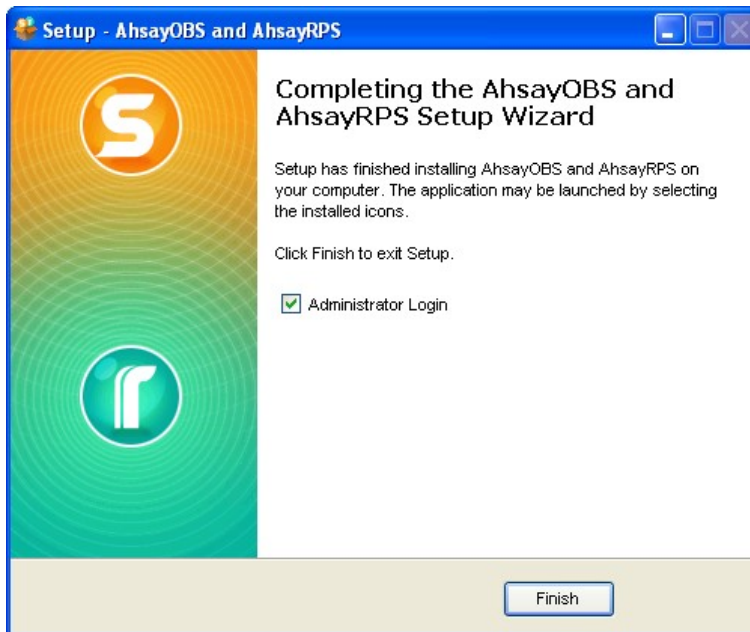 Setup - AhsayOBS and AhsayRPS
Completing the AhsayOBS and
AhsayRPS Setup Wizard
Setup has finished installing AhsayOBS and AhsayRPS on
your computer. The application may be launched by selecting
the installed icons.
Click Finish to exit Setup.
Administrator Login
Finish